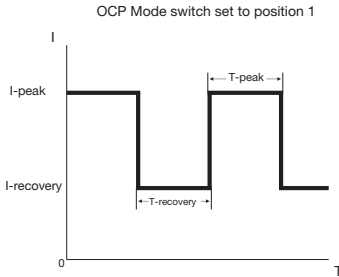 OCP Mode switch set to position 1
I
T-peak
I-peak
I-recovery
T-recovery
0
T